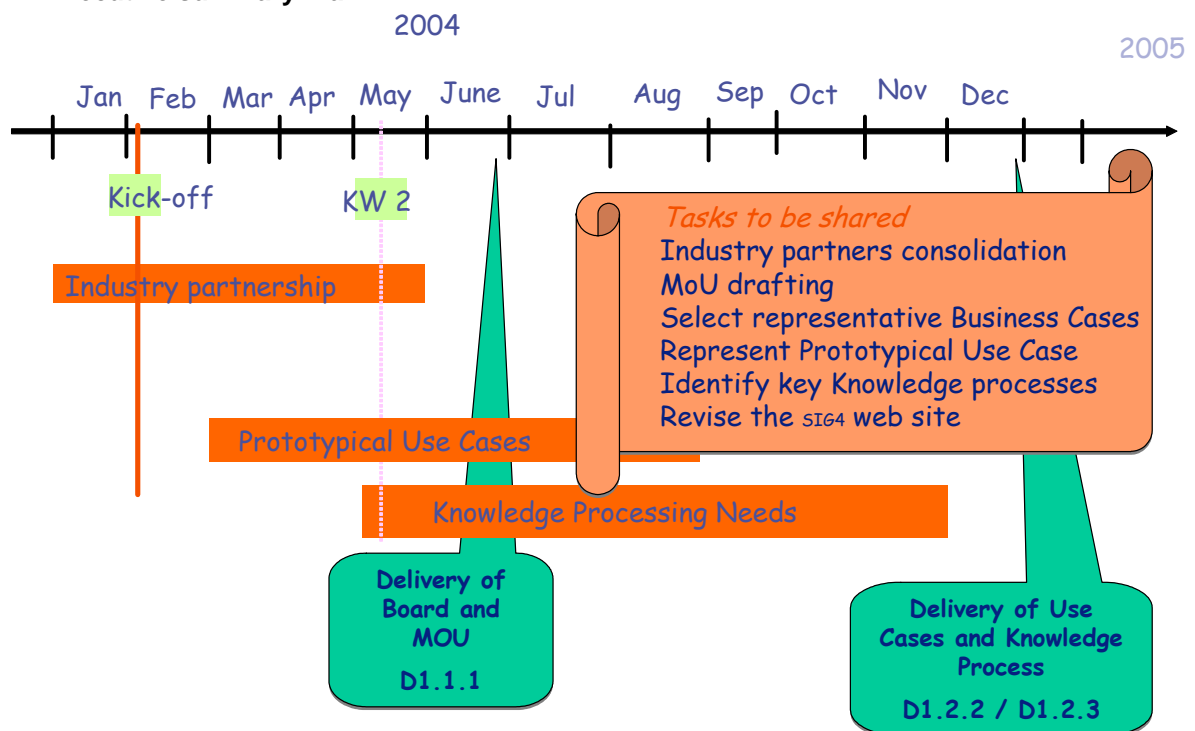 2004
2005
Jan Feb Mar Apr May June Jul Aug Sep Oct Nov Dec
Kick-off
KW 2
Tasks to be shared
Industry partners consolidation
MoU drafting
Select representative Business Cases
Represent Prototypical Use Case
Identify key Knowledge processes
Revise the SIG4 web site
Industry partnership
Prototypical Use Cases
Knowledge Processing Needs
Delivery of
Board and
MOU
D1.1.1
Delivery of Use
Cases and Knowledge
Process
D1.2.2 / D1.2.3